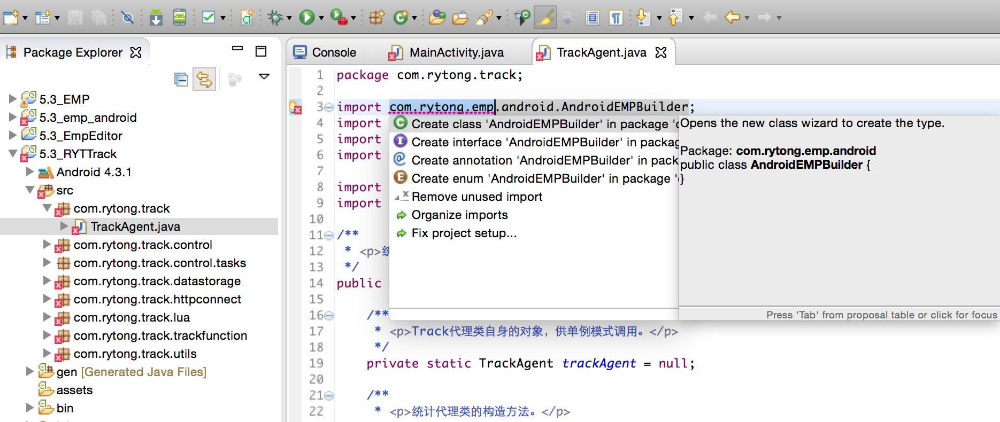 Package Explorer
5.3_EMP
5.3_emp_android
5.3_EmpEditor
5.3_RYTTrack
Android 4.3.1
src
com.rytong.track
TrackAgent.java
com.rytong.track.control
com.rytong.track.control.tasks
com.rytong.track.datastorage
com.rytong.track.httpconnect
com.rytong.track.lua
com.rytong.track.trackfunction
com.rytong.track.utils
gen [Generated Java Files]
assets
bin
Console MainActivity.java TrackAgent.java
1 package com.rytong.track;
2
3 import com.rytong.emp.android.AndroidEMPBuilder;
4 import
5 import
6 import
7
8 import
9 import
10
11 /**
12 * <p>
13 */
14 public
15
16 /**
17 * <p>Track代理类自身的对象，供单例模式调用。</p>
18 */
19 private static TrackAgent trackAgent = null;
20
21 /**
22 * <p>统计代理类的构造方法。</p>
Create class 'AndroidEMPBuilder' in package '
Create interface 'AndroidEMPBuilder' in packag
Create annotation 'AndroidEMPBuilder' in pack
Create enum 'AndroidEMPBuilder' in package '
Remove unused import
Organize imports
Fix project setup...
Opens the new class wizard to create the type.
Package: com.rytong.emp.android
public class AndroidEMPBuilder {
}
Press 'Tab' from proposal table or click for focus